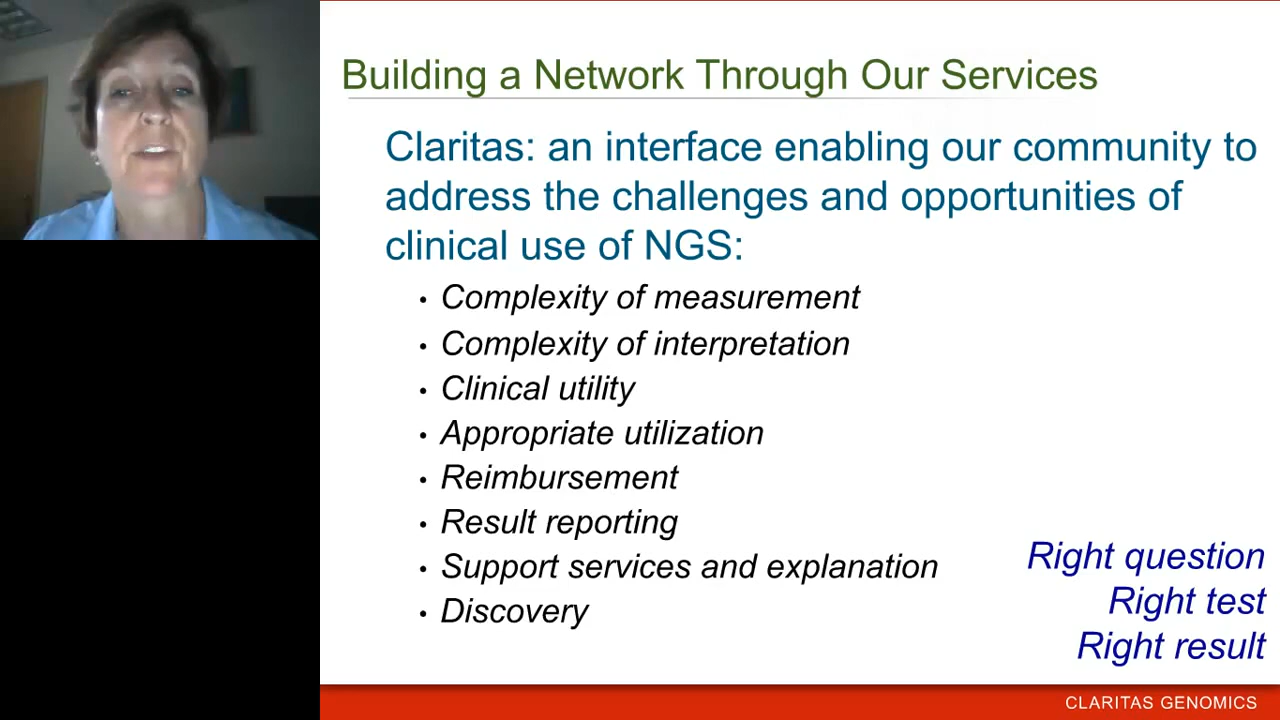 Building a Network Through Our Services
Claritas: an interface enabling our community to
address the challenges and opportunities of
clinical use of NGS:
• Complexity of measurement
• Complexity of interpretation
• Clinical utility
• Appropriate utilization
• Reimbursement
• Result reporting
• Support services and explanation
• Discovery
Right question
Right test
Right result
CLARITAS GENOMICS